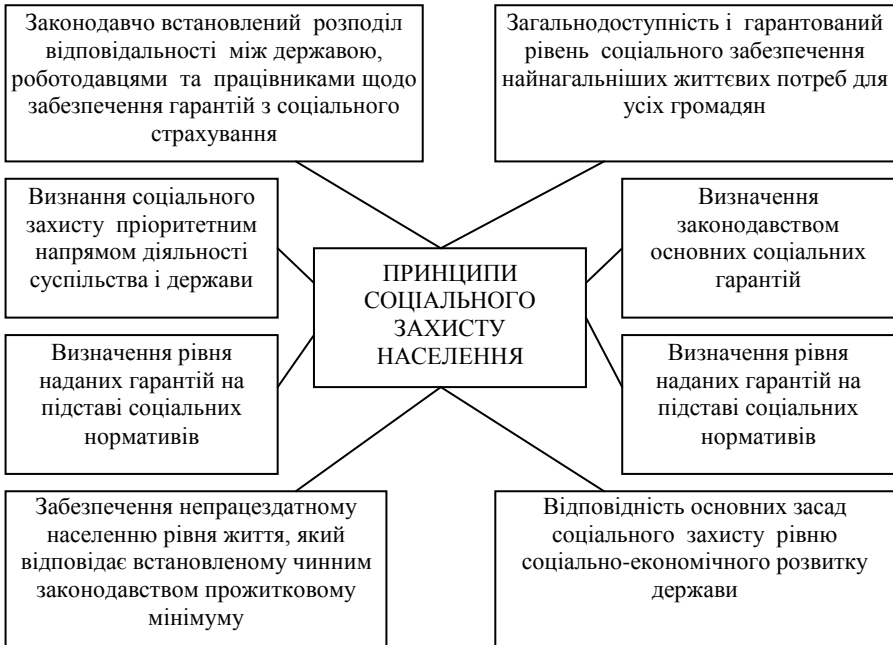 Законодавчо встановлений розподіл
відповідальності між державою,
роботодавцями та працівниками щодо
забезпечення гарантій з соціального
страхування
Загальнодоступність і гарантований
рівень соціального забезпечення
найнагальніших життєвих потреб для
усіх громадян
Визнання соціального
захисту пріоритетним
напрямом діяльності
суспільства і держави
ПРИНЦИПИ
СОЦІАЛЬНОГО
ЗАХИСТУ
НАСЕЛЕННЯ
Визначення
законодавством
основних соціальних
гарантій
Визначення рівня
наданих гарантій на
підставі соціальних
нормативів
Визначення рівня
наданих гарантій на
підставі соціальних
нормативів
Забезпечення непрацездатному
населенню рівня життя, який
відповідає встановленому чинним
законодавством прожитковому
мінімуму
Відповідність основних засад
соціального захисту рівню
соціально-економічного розвитку
держави